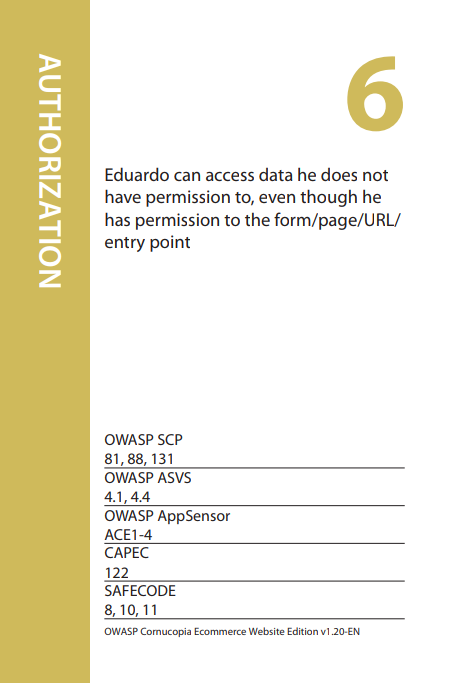 AUTHORIZATION
6
Eduardo can access data he does not
have permission to, even though he
has permission to the form/page/URL/
entry point
OWASP SCP
81, 88, 131
OWASP ASVS
4.1, 4.4
OWASP AppSensor
ACE1-4
CAPEC
122
SAFECODE
8, 10, 11
OWASP Cornucopia Ecommerce Website Edition v1.20-EN